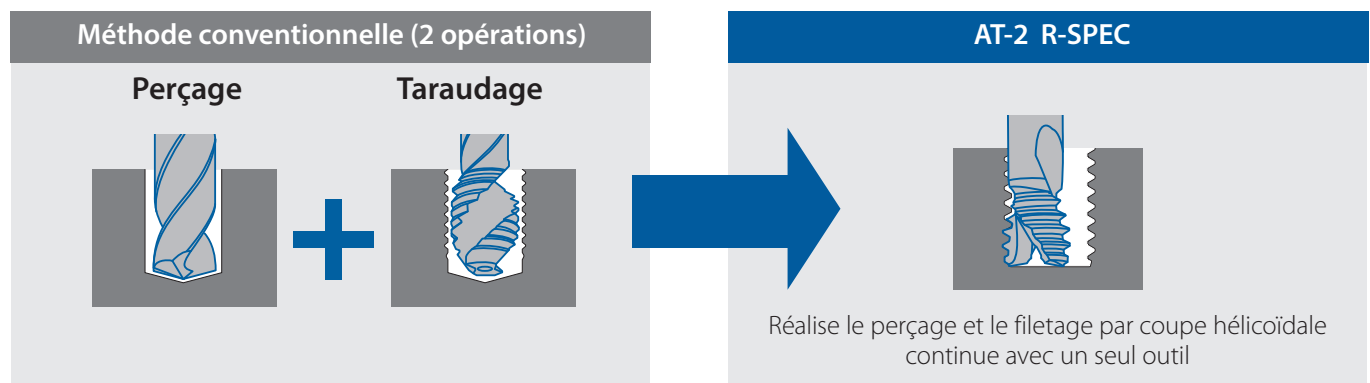 Méthode conventionnelle (2 opérations)
Perçage
Taraudage
AT-2 R-SPEC
Réalise le perçage et le filetage par coupe hélicoïdale
continue avec un seul outil